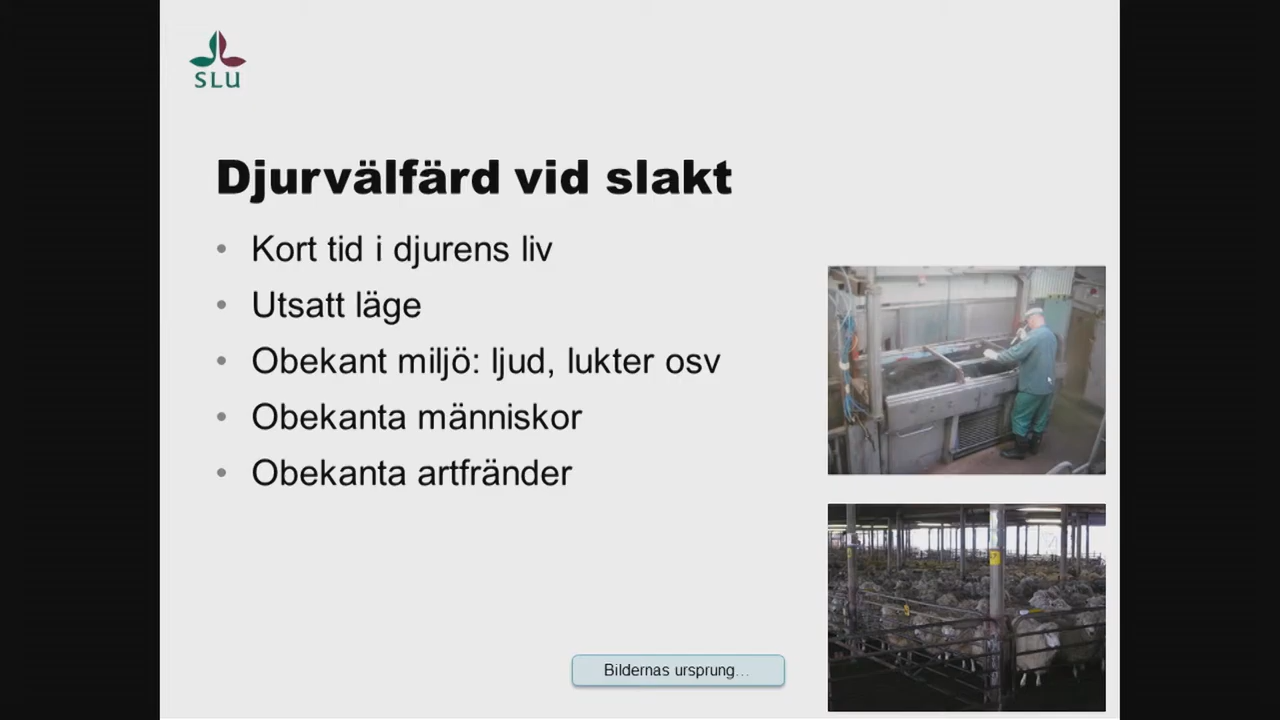 SLU
Djurvälfärd vid slakt
• Kort tid i djurens liv
• Utsatt läge
• Obekant miljö: ljud, lukter osv
• Obekanta människor
• Obekanta artfränder
Bildernas ursprung...